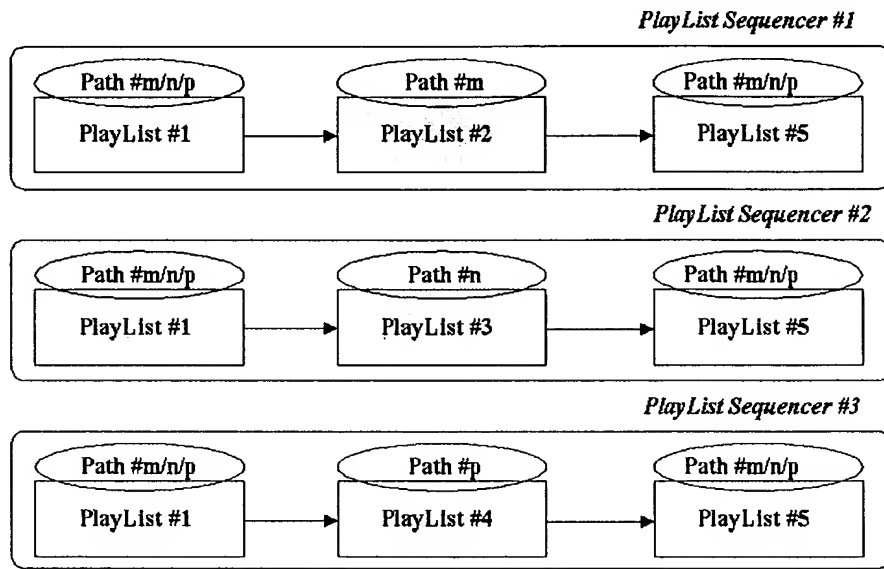 PlayList Sequencer #1
Path #m/n/p
Path #m
Path #m/n/p
PlayList #1
PlayList #2
PlayList #5
PlayList Sequencer #2
Path #m/n/p
Path #n
Path #m/n/p
PlayList #1
PlayList #3
PlayList #5
PlayList Sequencer #3
Path #m/n/p
Path #p
Path #m/n/p
PlayList #1
PlayList #4
PlayList #5